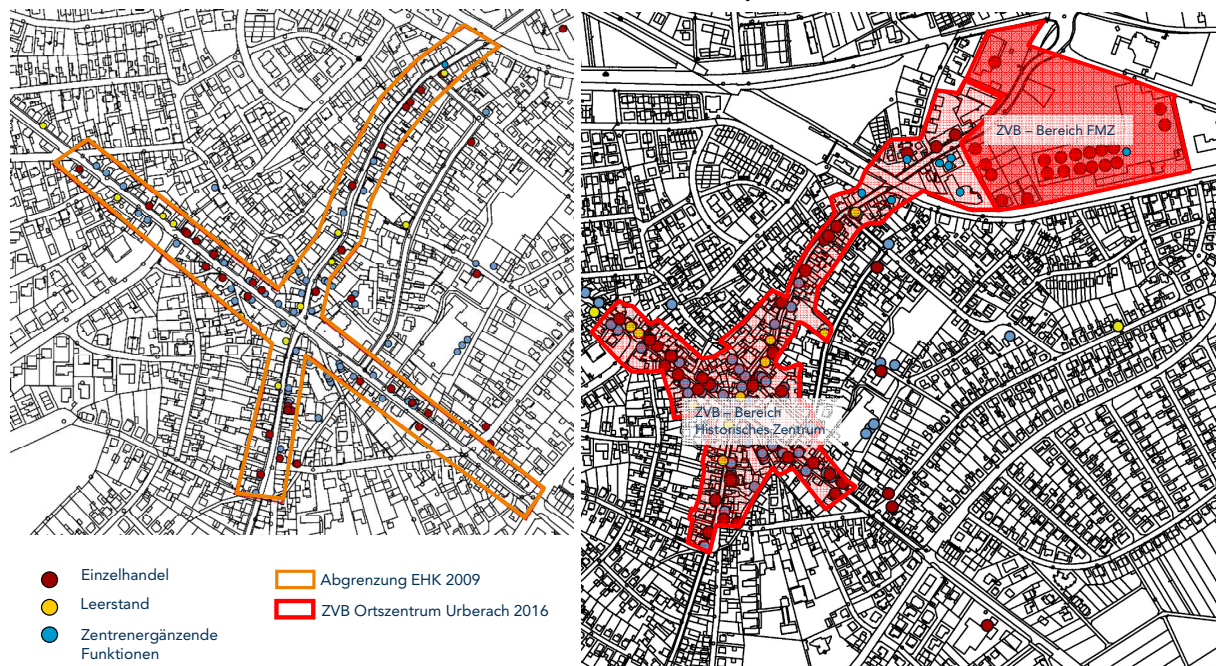 ZVB – Bereich FMZ
ZVB – Bereich
Historisches Zentrum
Einzelhandel
Leerstand
Zentrenergänzende
Funktionen
Abgrenzung EHK 2009
ZVB Ortszentrum Urberach 2016